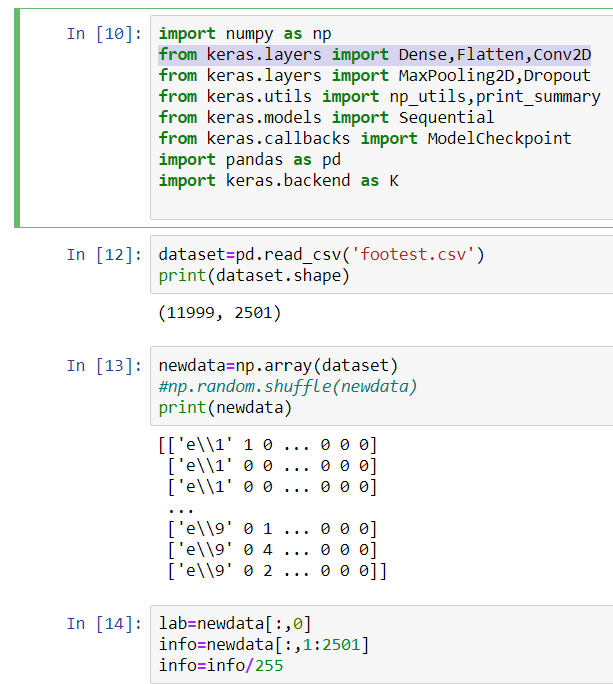 In [10]: import numpy as np
from keras.layers import Dense,Flatten,Conv2D
from keras.layers import MaxPooling2D,Dropout
from keras.utils import np_utils,print_summary
from keras.models import Sequential
from keras.callbacks import ModelCheckpoint
import pandas as pd
import keras.backend as K
In [12]: dataset=pd.read_csv('footest.csv')
print(dataset.shape)
(11999, 2501)
In [13]: newdata=np.array(dataset)
#np.random.shuffle(newdata)
print(newdata)
[['e\\1' 1 0 ... 0 0 0]
['e\\1' 0 0 ... 0 0 0]
['e\\1' 0 0 ... 0 0 0]
...
['e\\9' 0 1 ... 0 0 0]
['e\\9' 0 4 ... 0 0 0]
['e\\9' 0 2 ... 0 0 0]]
In [14]: lab=newdata[:,0]
info=newdata[:,1:2501]
info=info/255